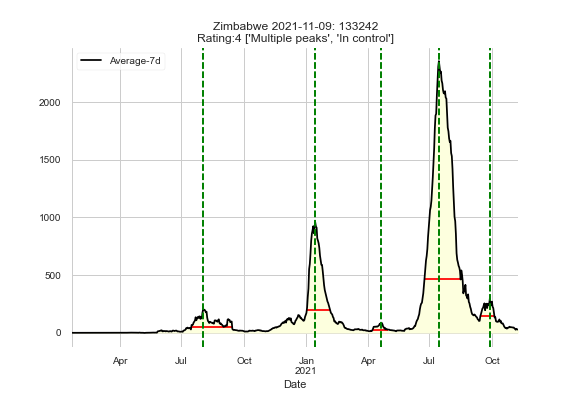 Zimbabwe 2021-11-09: 133242
Rating:4 ['Multiple peaks', 'In control']
Average-7d
2000
1500
1000
500
0
Apr Jul Oct Jan Apr Jul Oct
2021
Date